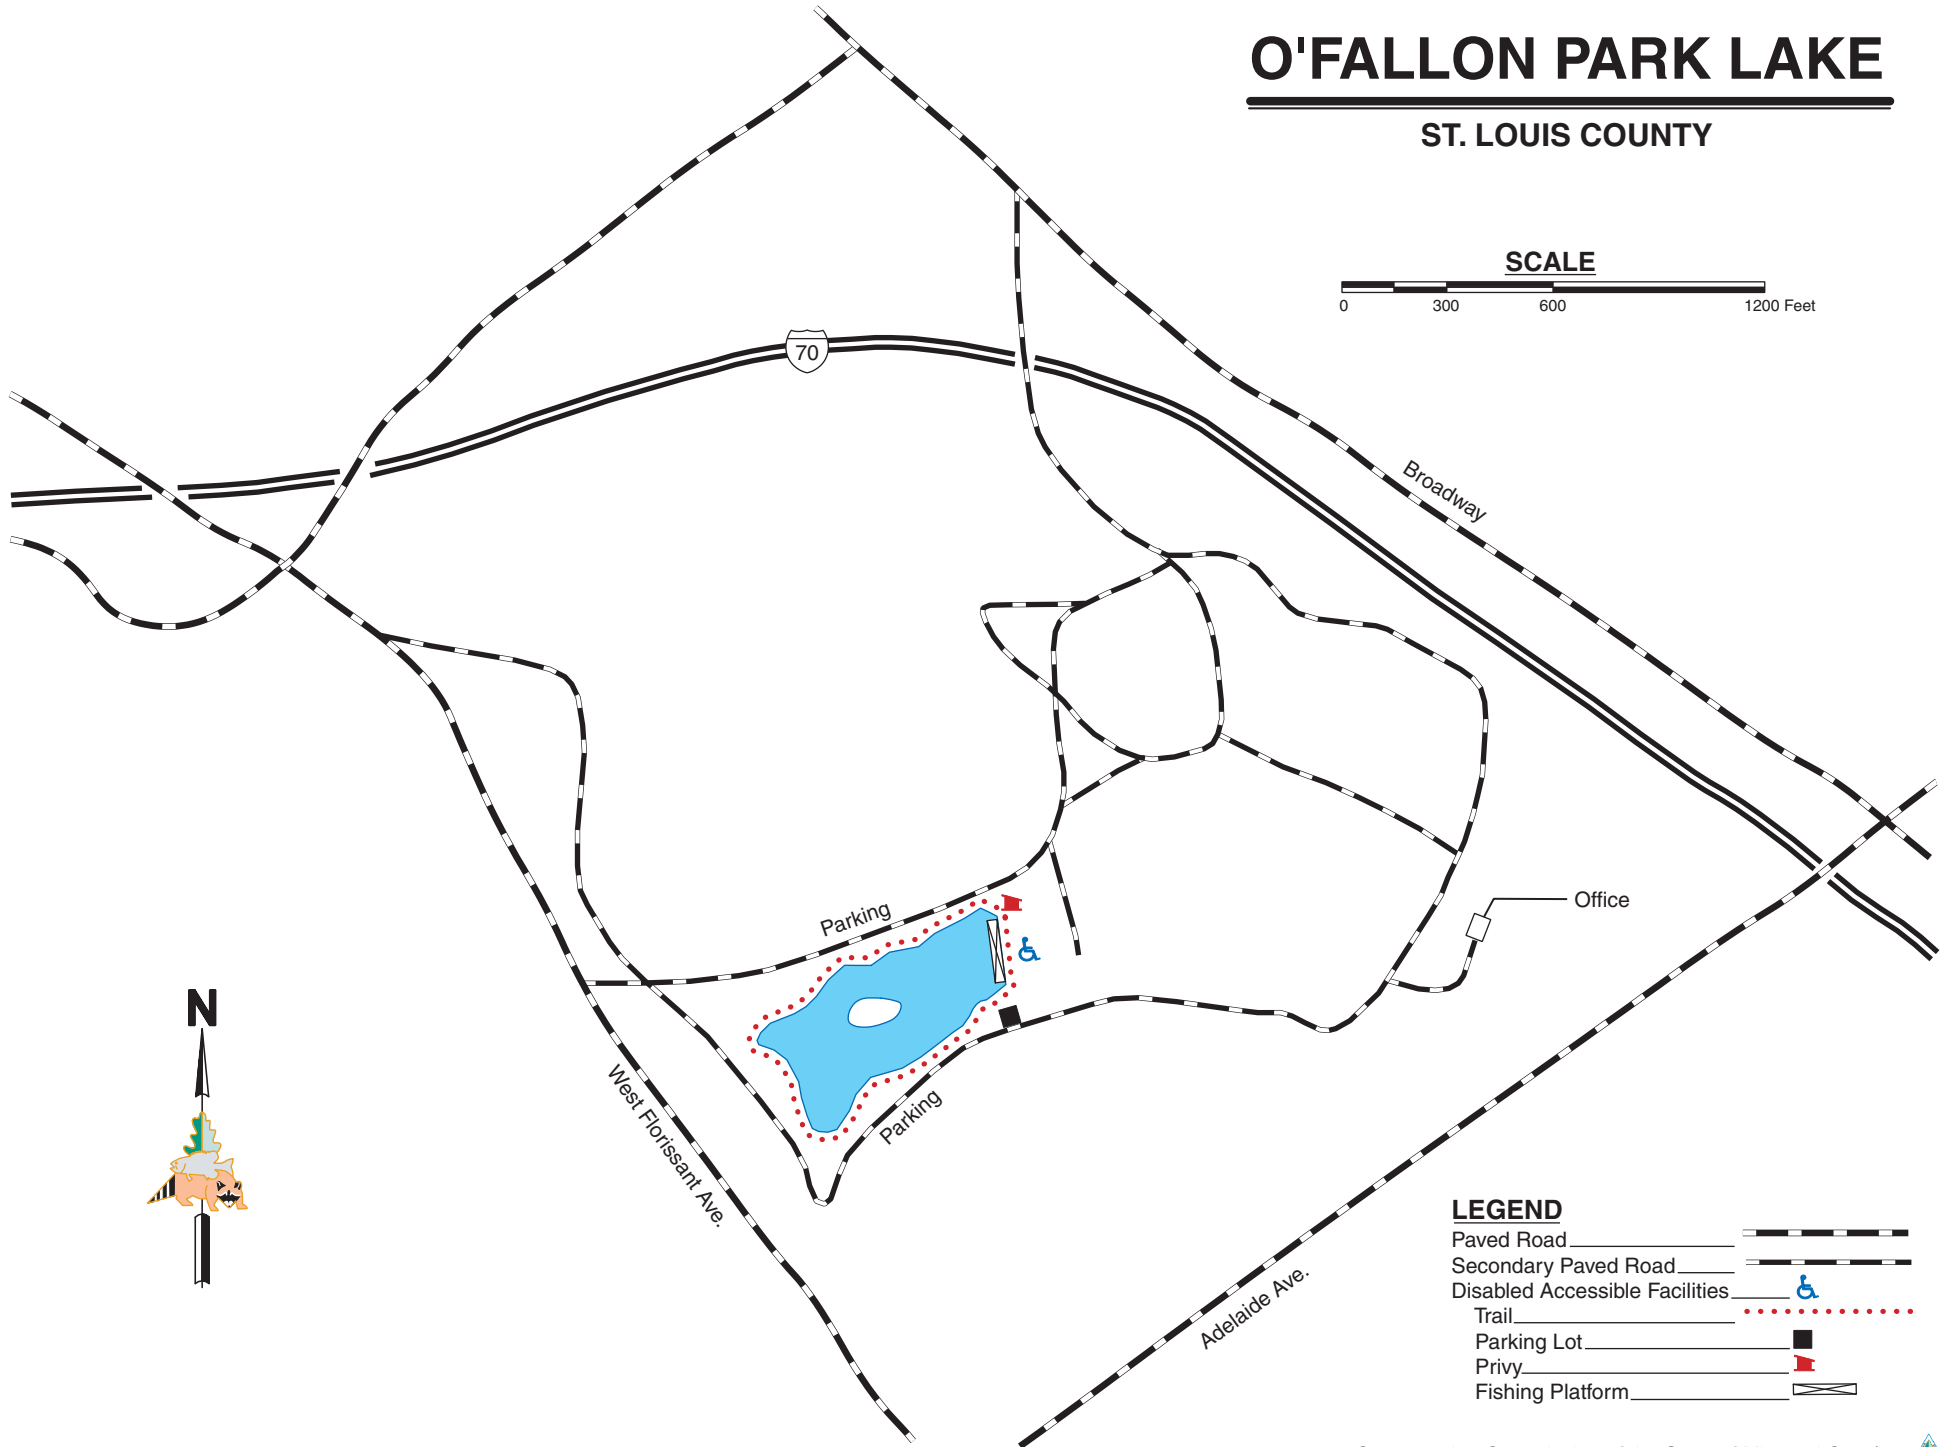 O'FALLON PARK LAKE
ST. LOUIS COUNTY
SCALE
0 300 600 1200 Feet
70
Broadway
Office
Parking
N
West Florissant Ave.
Parking
Adelaide Ave.
LEGEND
Paved Road
Secondary Paved Road
Disabled Accessible Facilities
Trail
Parking Lot
Privy
Fishing Platform